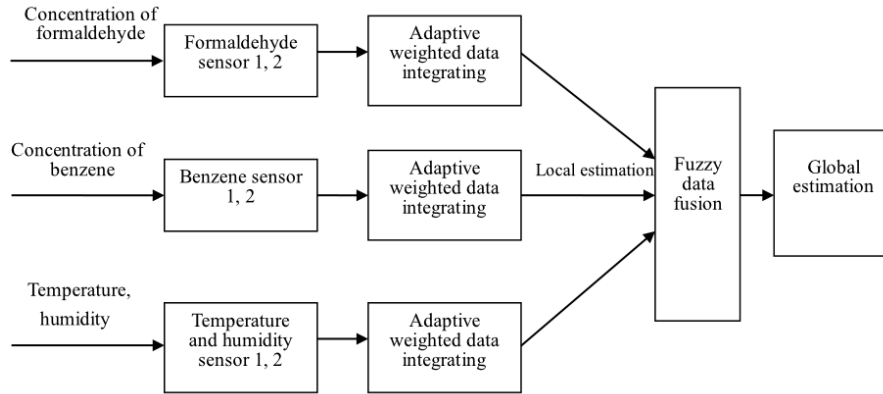 Concentration of
formaldehyde
Formaldehyde
sensor 1, 2
Adaptive
weighted data
integrating
Concentration of
benzene
Benzene sensor
1, 2
Adaptive
weighted data
integrating
Local estimation
Fuzzy
data
fusion
Global
estimation
Temperature,
humidity
Temperature
and humidity
sensor 1, 2
Adaptive
weighted data
integrating